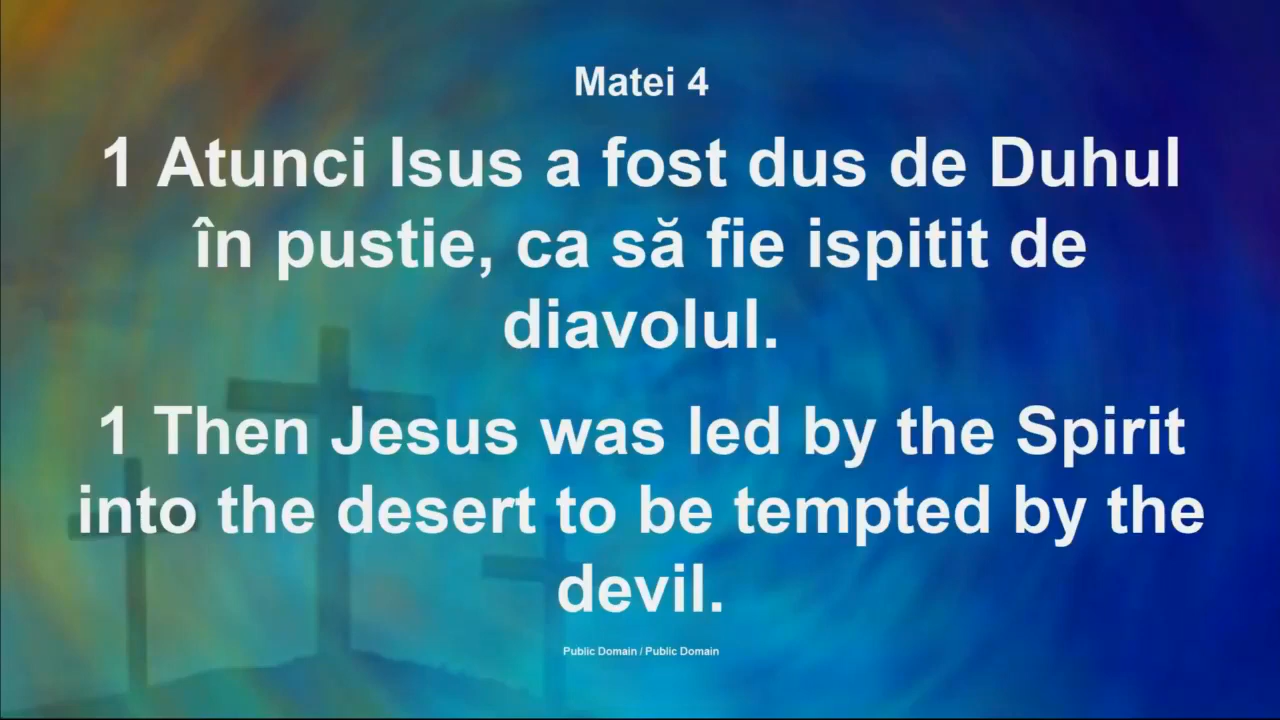 Matei 4
1 Atunci Isus a fost dus de Duhul
în pustie, ca să fie ispitit de
diavolul.
1 Then Jesus was led by the Spirit
into the desert to be tempted by the
devil.
Public Domain / Public Domain